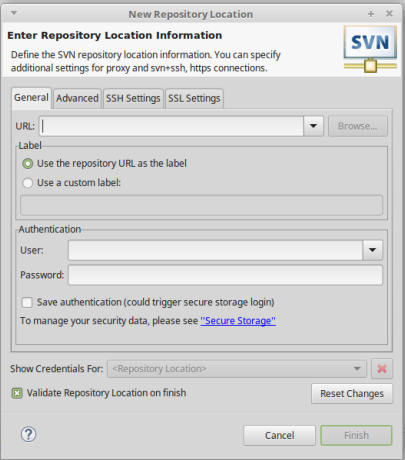 New Repository Location
Enter Repository Location Information
Define the SVN repository location information. You can specify
additional settings for proxy and svn+ssh, https connections.
SVN
General Advanced SSH Settings SSL Settings
URL: Browse...
Label
Use the repository URL as the label
Use a custom label:
Authentication
User:
Password:
Save authentication (could trigger secure storage login)
To manage your security data, please see "Secure Storage"
Show Credentials For: <Repository Location>
Validate Repository Location on finish Reset Changes
? Cancel Finish